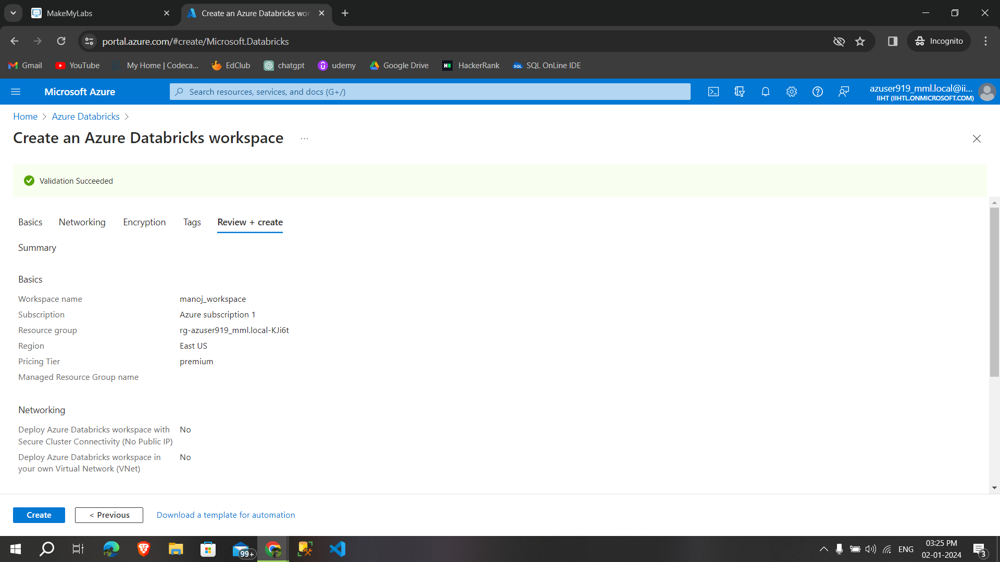 MakeMyLabs
Create an Azure Databricks wor
portal.azure.com/#create/Microsoft.Databricks
Incognito
Gmail
YouTube
My Home | Codeca...
EdClub
chatgpt
udemy
Google Drive
HackerRank
SQL OnLine IDE
Microsoft Azure
Search resources, services, and docs (G+/)
azuser919_mml.local@ii...
IIHT (IIHTL.ONMICROSOFT.COM)
Home > Azure Databricks >
Create an Azure Databricks workspace ...
Validation Succeeded
Basics Networking Encryption Tags Review + create
Summary
Basics
Workspace name manoj_workspace
Subscription Azure subscription 1
Resource group rg-azuser919_mml.local-KJi6t
Region East US
Pricing Tier premium
Managed Resource Group name
Networking
Deploy Azure Databricks workspace with No
Secure Cluster Connectivity (No Public IP)
Deploy Azure Databricks workspace in No
your own Virtual Network (VNet)
Create < Previous Download a template for automation
99+
ENG
03:25 PM
02-01-2024
3